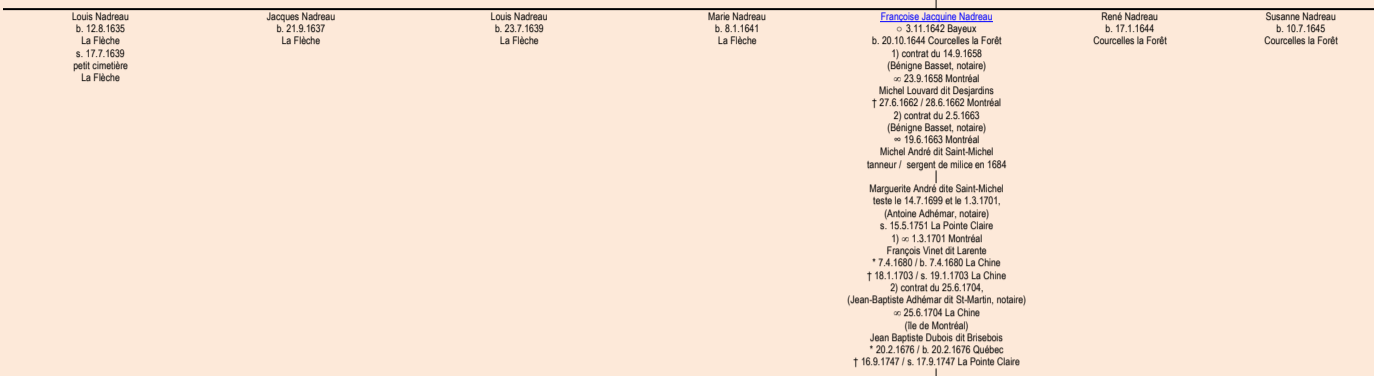 Louis Nadreau
b. 12.8.1635
La Flèche
s. 17.7.1639
petit cimetière
La Flèche
Jacques Nadreau
b. 21.9.1637
La Flèche
Louis Nadreau
b. 23.7.1639
La Flèche
Marie Nadreau
b. 8.1.1641
La Flèche
Françoise Jacquine Nadreau
○ 3.11.1642 Bayeux
b. 20.10.1644 Courcelles la Forêt
1) contrat du 14.9.1658
(Bénigne Basset, notaire)
∞ 23.9.1658 Montréal
Michel Louvard dit Desjardins
† 27.6.1662 / 28.6.1662 Montréal
2) contrat du 2.5.1663
(Bénigne Basset, notaire)
∞ 19.6.1663 Montréal
Michel André dit Saint-Michel
tanneur / sergent de milice en 1684
Marguerite André dite Saint-Michel
teste le 14.7.1699 et le 1.3.1701,
(Antoine Adhémar, notaire)
s. 15.5.1751 La Pointe Claire
1) ∞ 1.3.1701 Montréal
François Vinet dit Larente
* 7.4.1680 / b. 7.4.1680 La Chine
† 18.1.1703 / s. 19.1.1703 La Chine
2) contrat du 25.6.1704,
(Jean-Baptiste Adhémar dit St-Martin, notaire)
∞ 25.6.1704 La Chine
(île de Montréal)
Jean Baptiste Dubois dit Brisebois
* 20.2.1676 / b. 20.2.1676 Québec
† 16.9.1747 / s. 17.9.1747 La Pointe Claire
René Nadreau
b. 17.1.1644
Courcelles la Forêt
Susanne Nadreau
b. 10.7.1645
Courcelles la Forêt